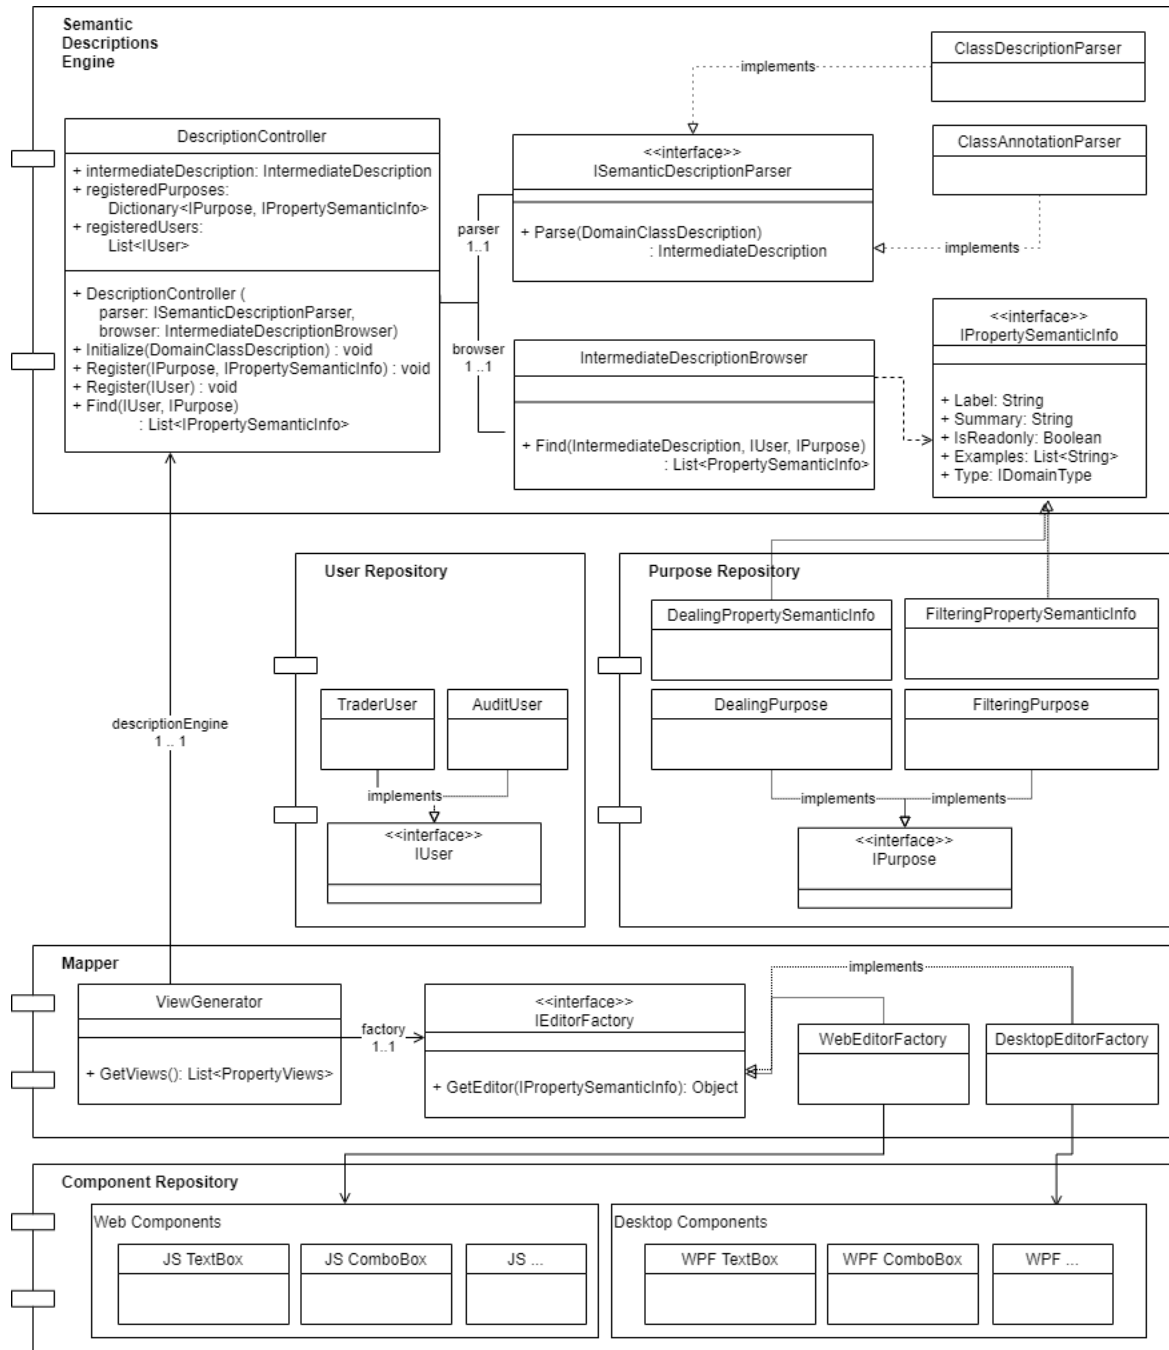 Semantic
Descriptions
Engine
ClassDescriptionParser
implements
DescriptionController
+ intermediateDescription: IntermediateDescription
+ registeredPurposes:
Dictionary<IPurpose, IPropertySemanticInfo>
+ registeredUsers:
List<IUser>
+ DescriptionController (
parser: ISemanticDescriptionParser,
browser: IntermediateDescriptionBrowser)
+ Initialize(DomainClassDescription) : void
+ Register(IPurpose, IPropertySemanticInfo) : void
+ Register(IUser) : void
+ Find(IUser, IPurpose)
: List<IPropertySemanticInfo>
parser
1..1
browser
1..1
<<interface>>
ISemanticDescriptionParser
+ Parse(DomainClassDescription)
: IntermediateDescription
ClassAnnotationParser
implements
IntermediateDescriptionBrowser
+ Find(IntermediateDescription, IUser, IPurpose)
: List<PropertySemanticInfo>
<<interface>>
IPropertySemanticInfo
+ Label: String
+ Summary: String
+ IsReadonly: Boolean
+ Examples: List<String>
+ Type: IDomainType
descriptionEngine
1 .. 1
User Repository
TraderUser
AuditUser
implements
<<interface>>
IUser
Purpose Repository
DealingPropertySemanticInfo
FilteringPropertySemanticInfo
DealingPurpose
FilteringPurpose
implements
implements
<<interface>>
IPurpose
Mapper
ViewGenerator
+ GetViews(): List<PropertyViews>
factory
1..1
<<interface>>
IEditorFactory
+ GetEditor(IPropertySemanticInfo): Object
implements
WebEditorFactory
DesktopEditorFactory
Component Repository
Web Components
JS TextBox
JS ComboBox
JS ...
Desktop Components
WPF TextBox
WPF ComboBox
WPF ...